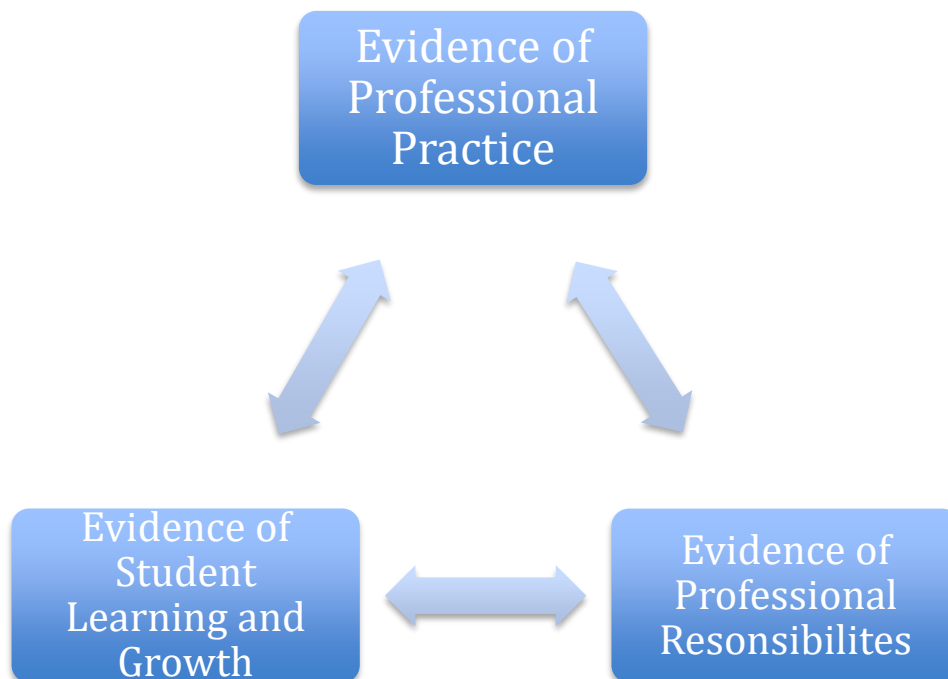 Evidence of
Professional
Practice
Evidence of
Student
Learning and
Growth
Evidence of
Professional
Resonsibilites